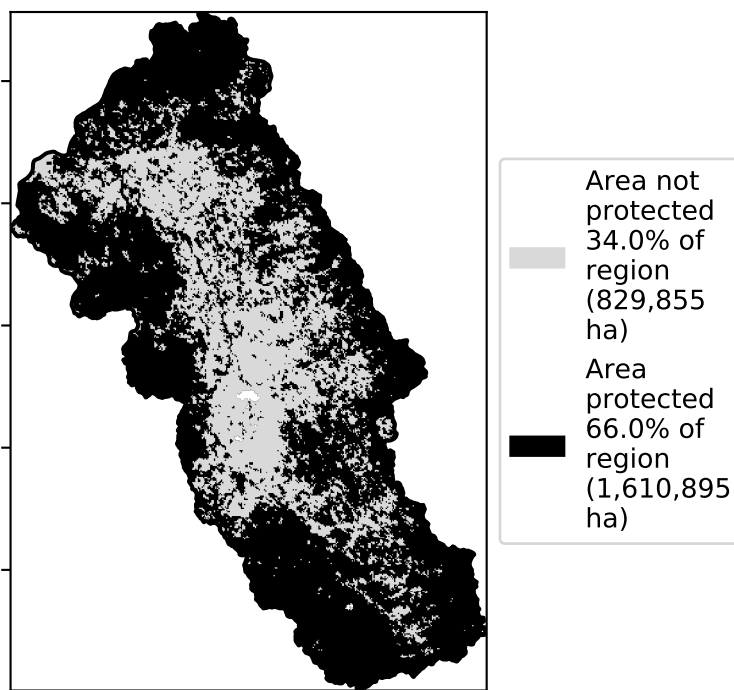 Area not
protected
34.0% of
region
(829,855
ha)
Area
protected
66.0% of
region
(1,610,895
ha)